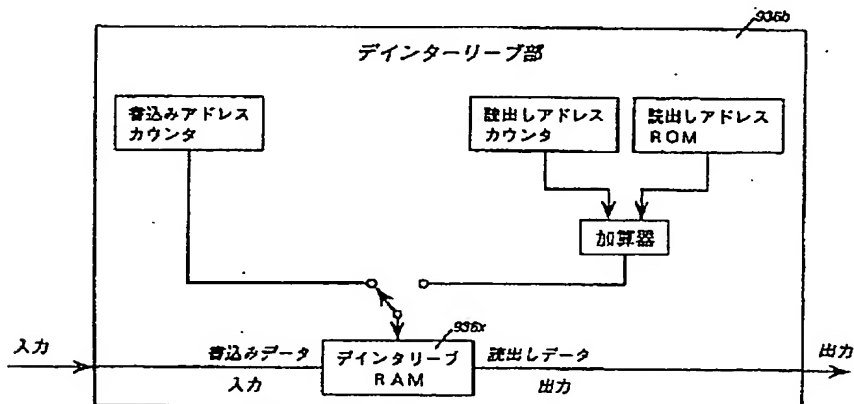 936b
デインターリーブ部
書込みアドレス
カウンタ
読出しアドレス
カウンタ
読出しアドレス
ROM
加算器
936x
入力
書込みデータ
入力
デインタリーブ
RAM
読出しデータ
出力
出力